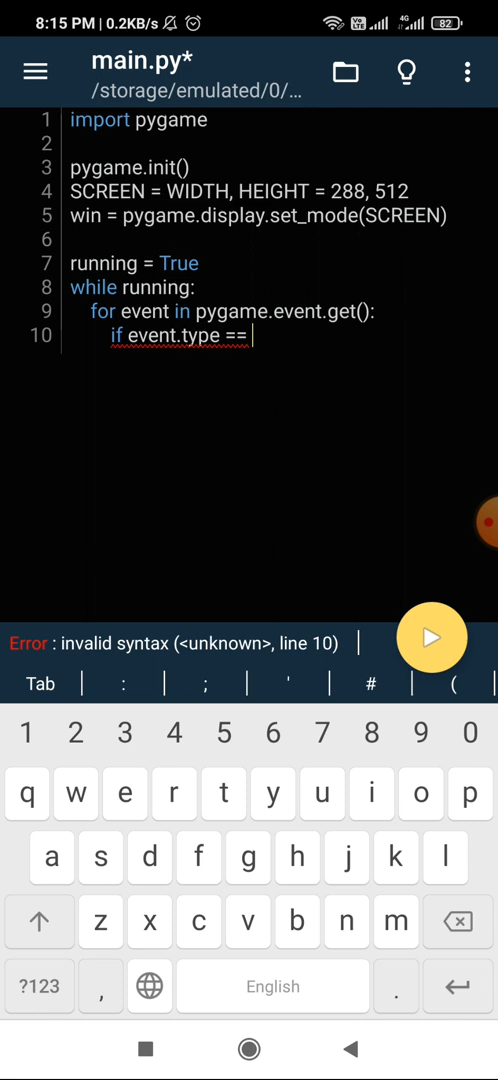 8:15 PM | 0.2KB/s Vo LTE 4G 82
main.py*
/storage/emulated/0/...
1 import pygame
2
3 pygame.init()
4 SCREEN = WIDTH, HEIGHT = 288, 512
5 win = pygame.display.set_mode(SCREEN)
6
7 running = True
8 while running:
9 for event in pygame.event.get():
10 if event.type ==
Error : invalid syntax (<unknown>, line 10)
Tab : ; ' # (
1 2 3 4 5 6 7 8 9 0
q w e r t y u i o p
a s d f g h j k l
z x c v b n m
?123 , English .